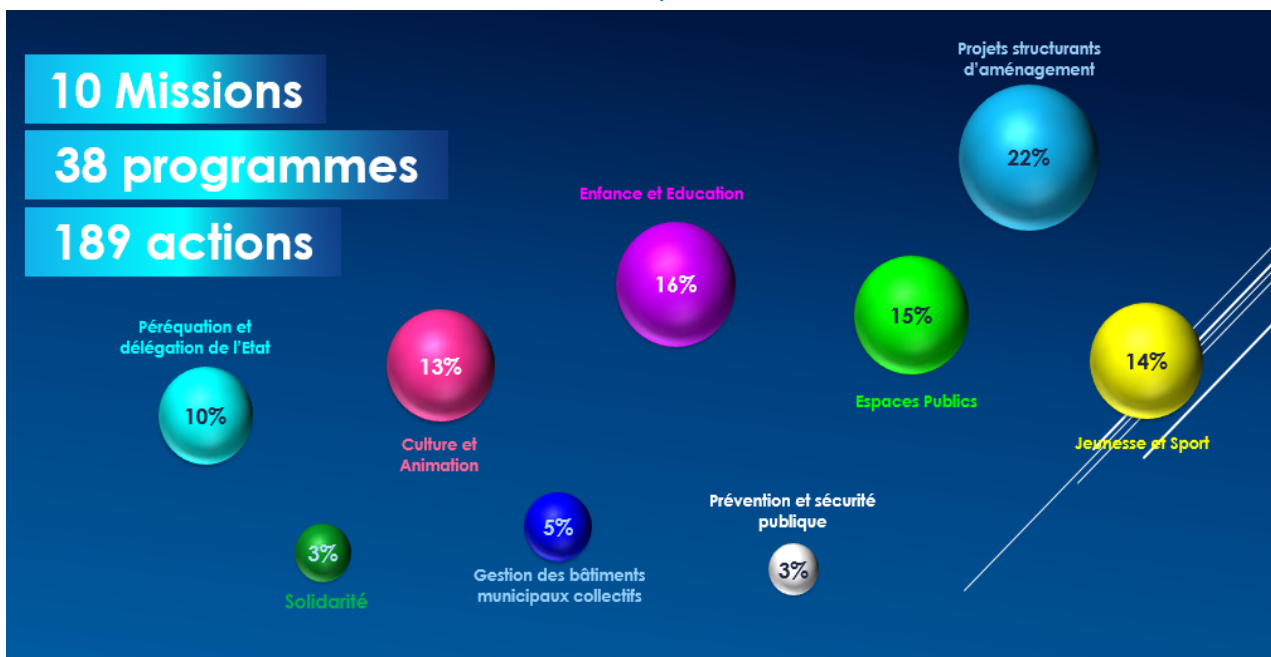 10 Missions
38 programmes
189 actions
Projets structurants
d'aménagement
22%
Enfance et Education
16%
15%
Espaces Publics
14%
Jeunesse et Sport
Péréquation et
délégation de l'Etat
10%
13%
Culture et
Animation
3%
Solidarité
5%
Gestion des bâtiments
municipaux collectifs
Prévention et sécurité
publique
3%